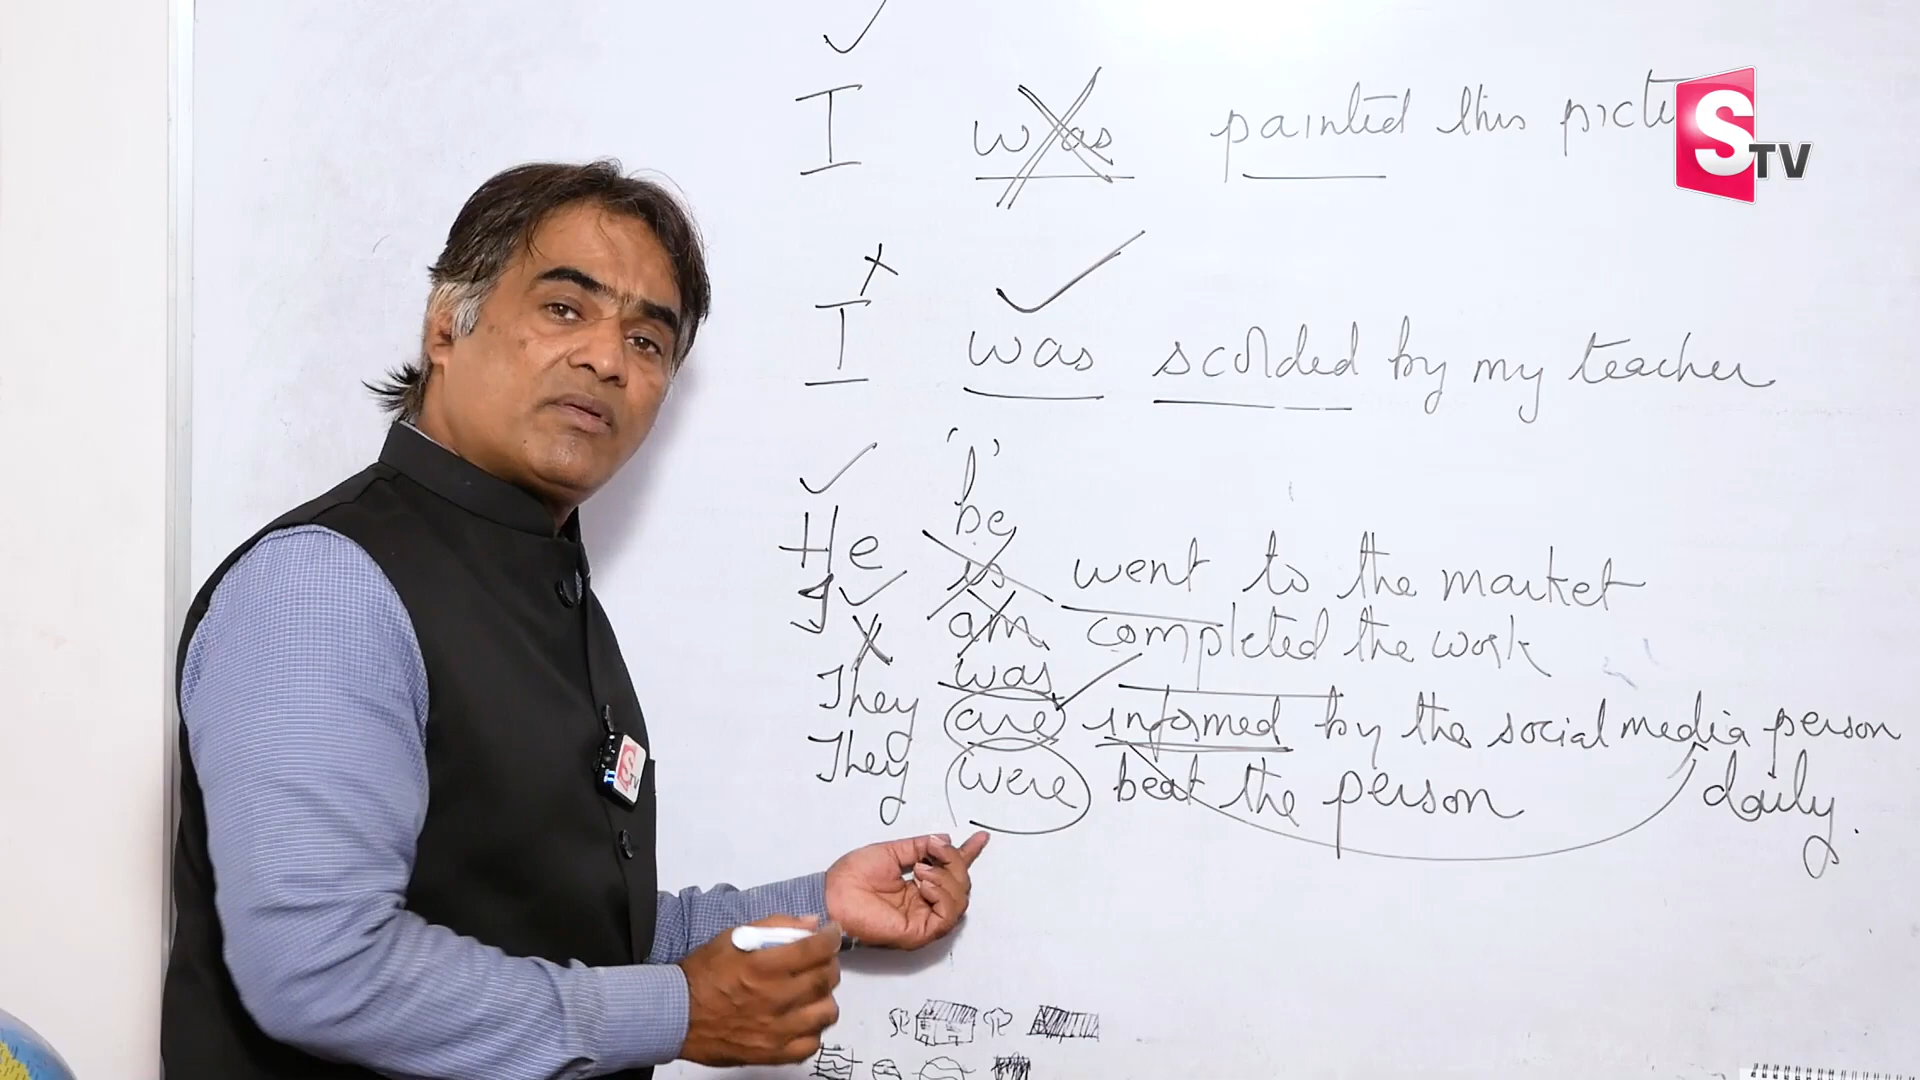 I was painted this pictu
STV
I was scolded by my teacher
'be'
He is went to the market
I am completed the work
was
They are informed by the social media person
They were beat the person daily.
STV